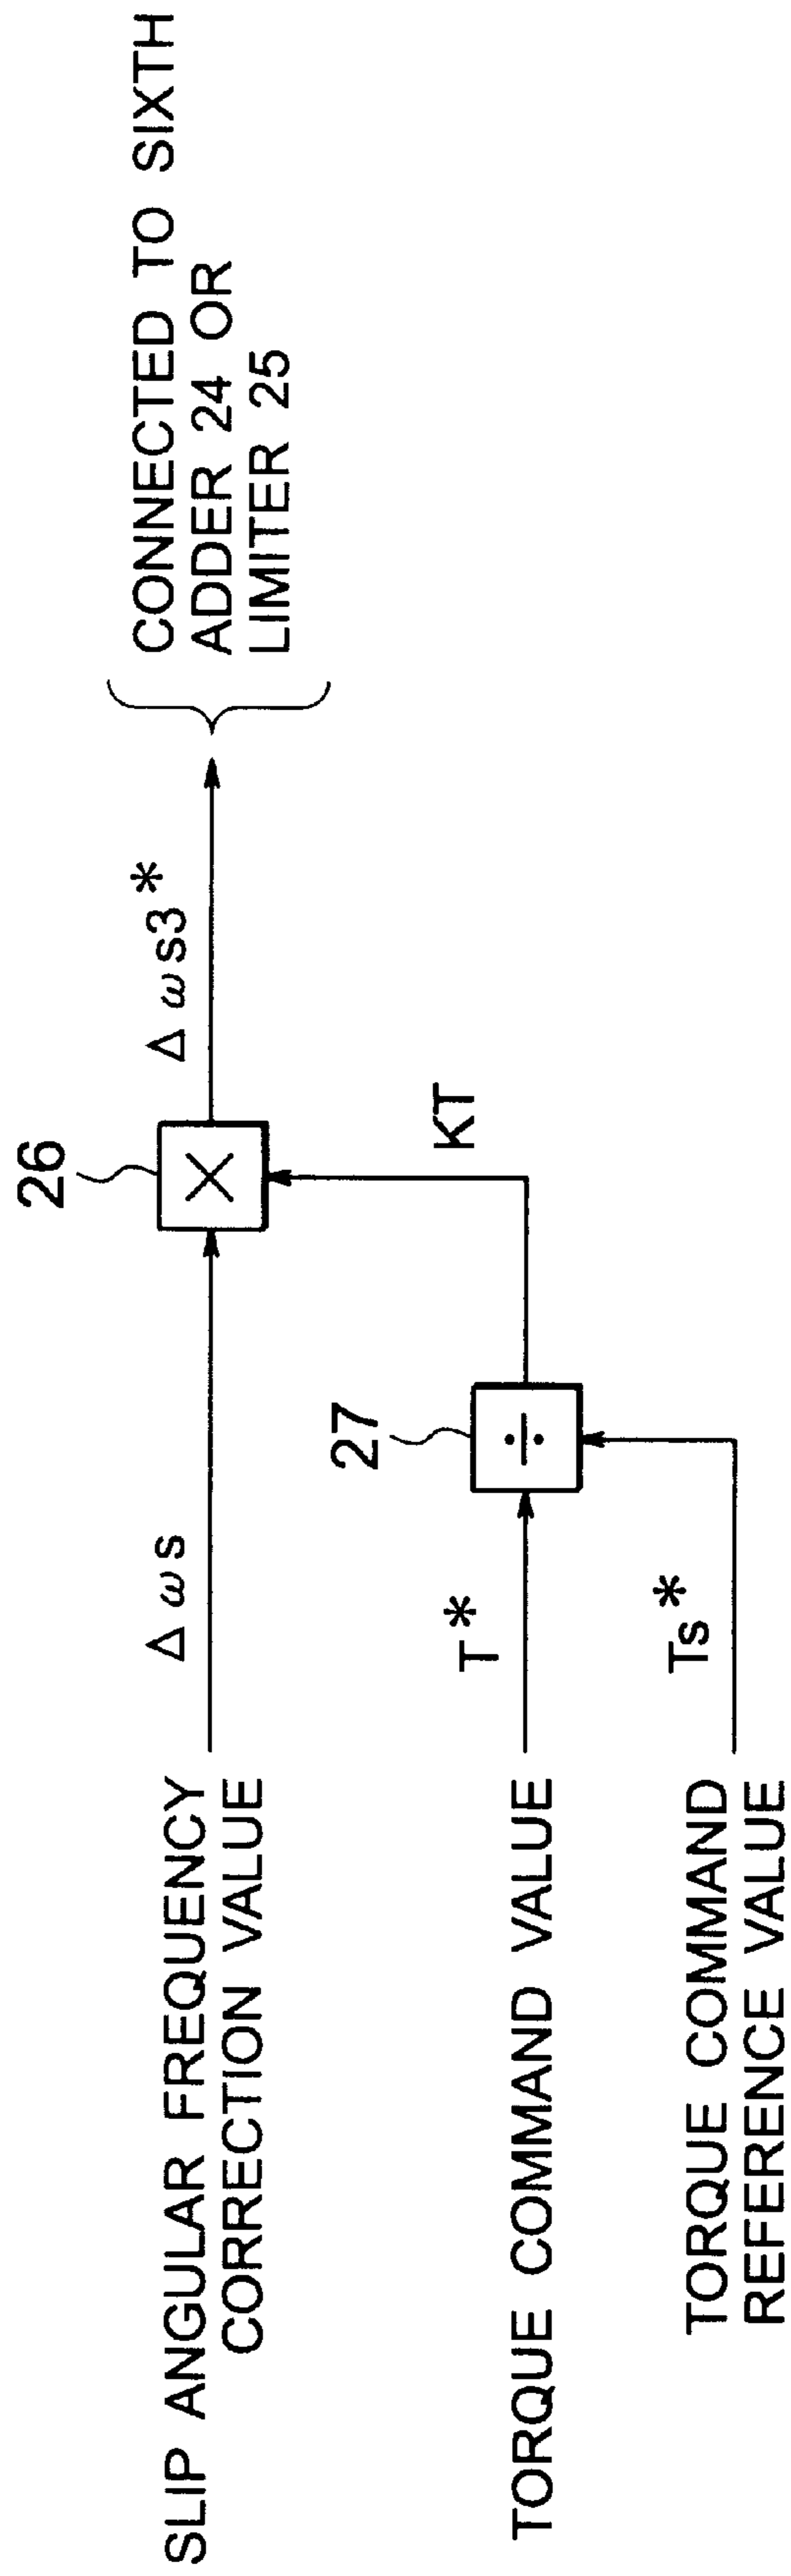 26
SLIP ANGULAR FREQUENCY
CORRECTION VALUE
Δωs
×
Δωs3*
CONNECTED TO SIXTH
ADDER 24 OR
LIMITER 25
27
KT
TORQUE COMMAND VALUE
T*
÷
TORQUE COMMAND
REFERENCE VALUE
Ts*